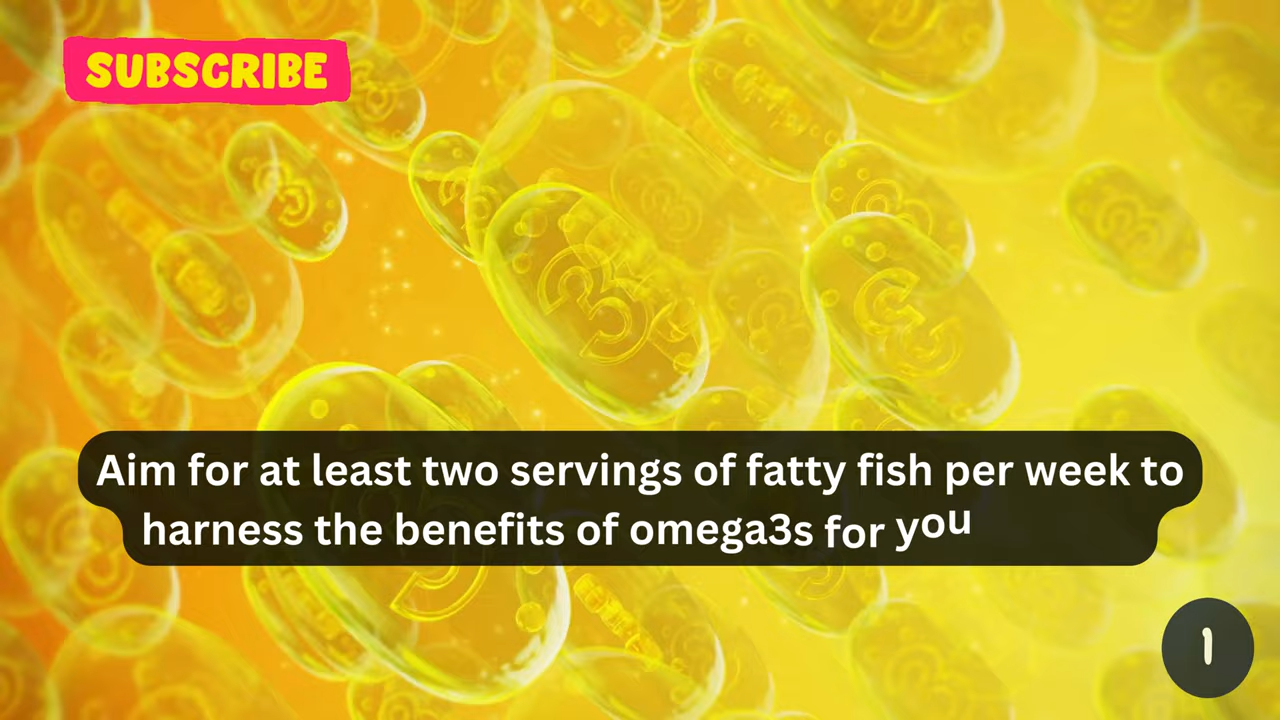 SUBSCRIBE
Aim for at least two servings of fatty fish per week to
harness the benefits of omega3s for you
1